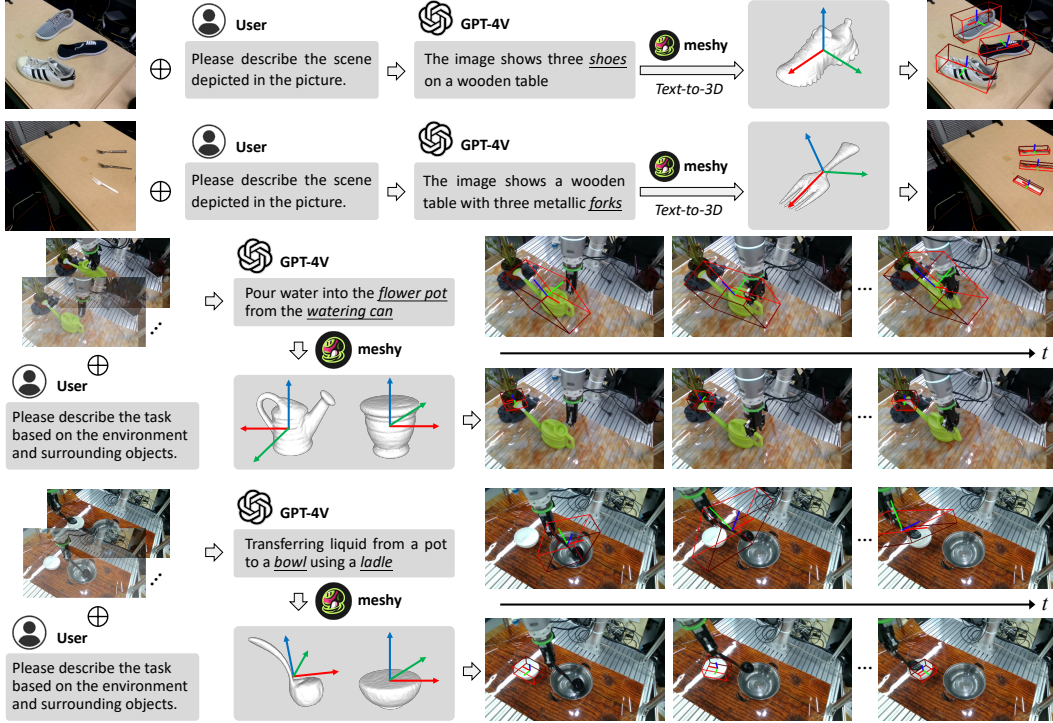 User
Please describe the scene
depicted in the picture.
GPT-4V
The image shows three shoes
on a wooden table
meshy
Text-to-3D
User
Please describe the scene
depicted in the picture.
GPT-4V
The image shows a wooden
table with three metallic forks
meshy
Text-to-3D
GPT-4V
Pour water into the flower pot
from the watering can
meshy
User
Please describe the task
based on the environment
and surrounding objects.
...
...
t
...
GPT-4V
Transferring liquid from a pot
to a bowl using a ladle
meshy
User
Please describe the task
based on the environment
and surrounding objects.
...
...
t
...